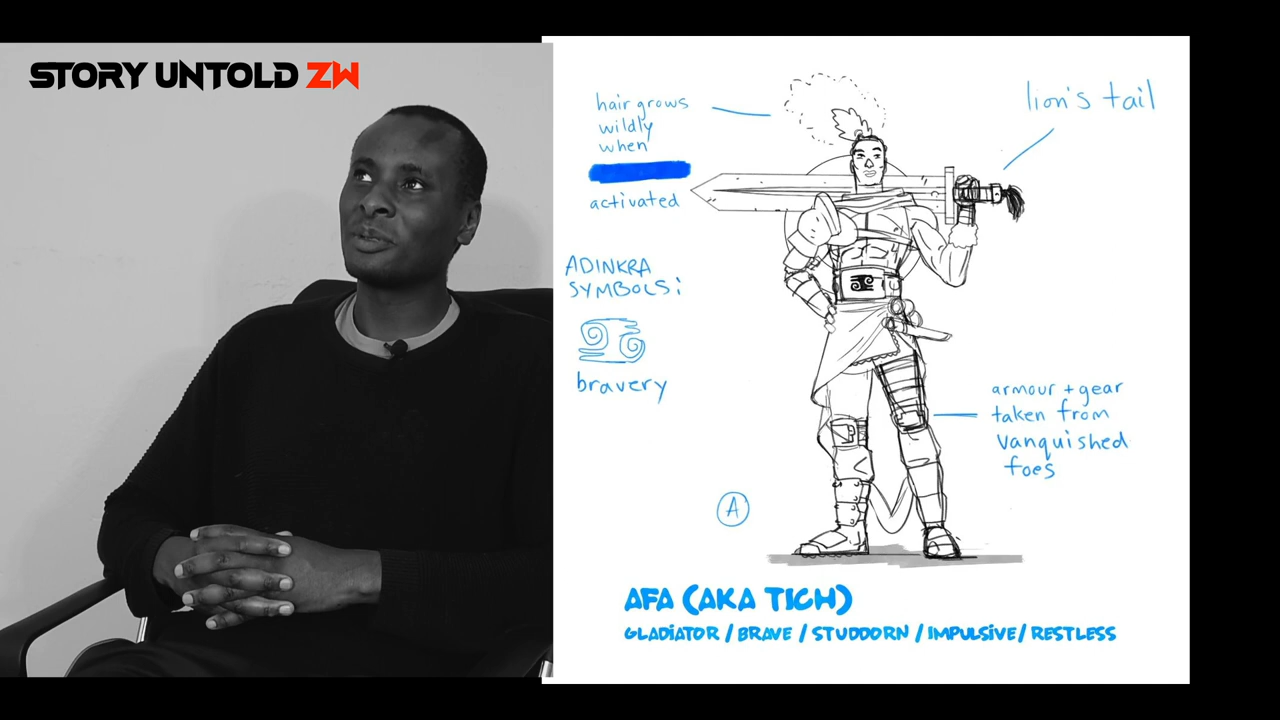 STORY UNTOLD ZW
hair grows
wildly
when
activated
lion's tail
ADINKRA
SYMBOLS:
bravery
armour + gear
taken from
vanquished
foes
A
AFA (AKA TICH)
GLADIATOR / BRAVE / STUDDORN / IMPULSIVE / RESTLESS